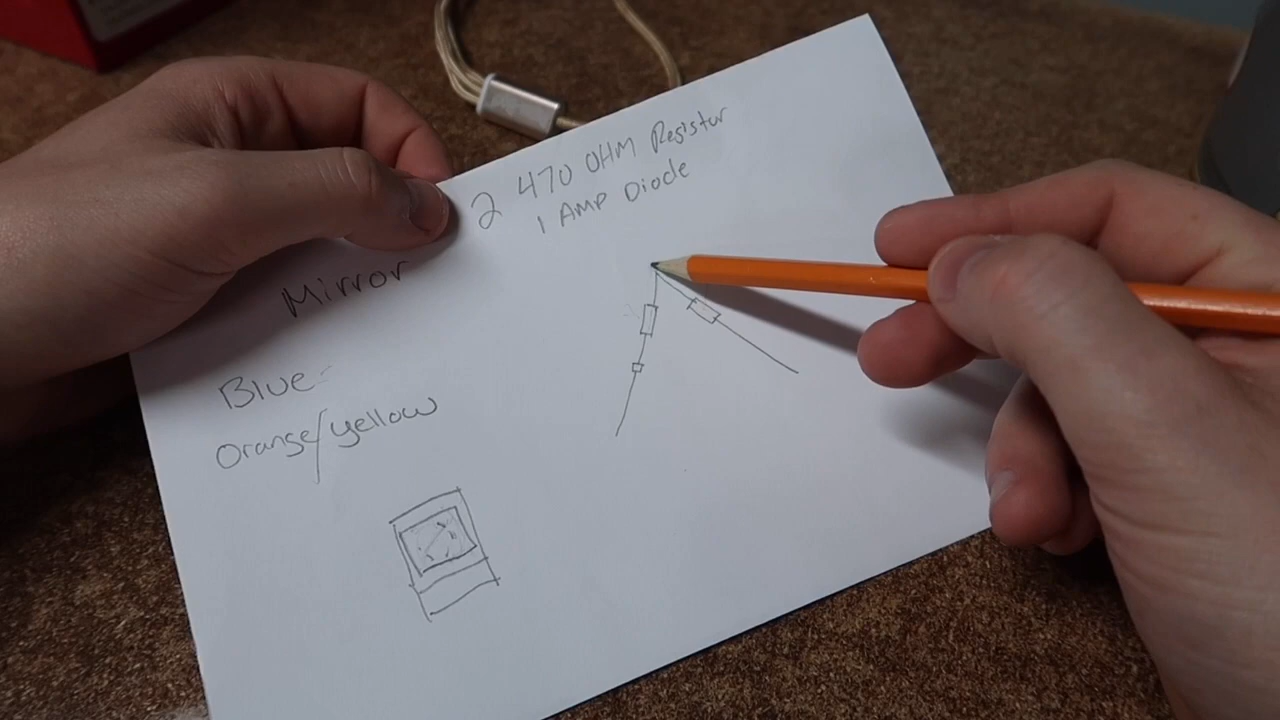 2 470 OHM Resistor
1 AMP Diode
Mirror
Blue-
Orange/yellow